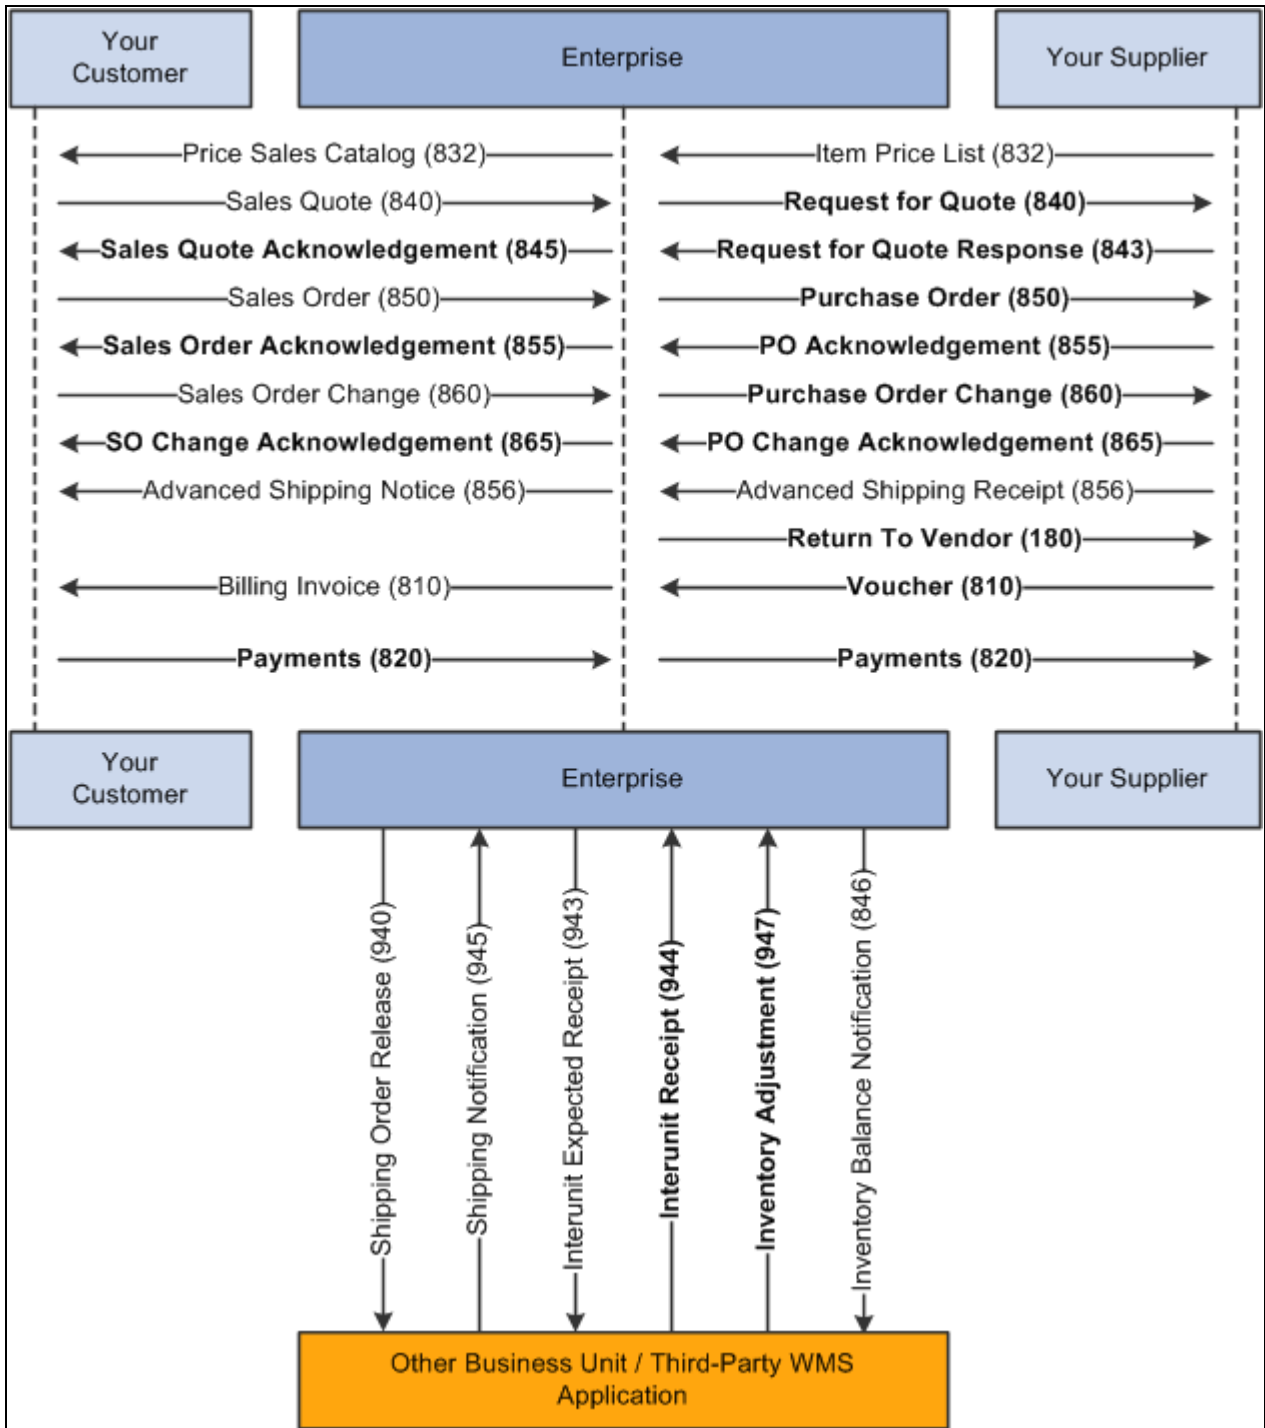 Your
Customer
Enterprise
Your Supplier
Price Sales Catalog (832)
Item Price List (832)
Sales Quote (840)
Request for Quote (840)
Sales Quote Acknowledgement (845)
Request for Quote Response (843)
Sales Order (850)
Purchase Order (850)
Sales Order Acknowledgement (855)
PO Acknowledgement (855)
Sales Order Change (860)
Purchase Order Change (860)
SO Change Acknowledgement (865)
PO Change Acknowledgement (865)
Advanced Shipping Notice (856)
Advanced Shipping Receipt (856)
Return To Vendor (180)
Billing Invoice (810)
Voucher (810)
Payments (820)
Payments (820)
Your
Customer
Enterprise
Your Supplier
Shipping Order Release (940)
Shipping Notification (945)
Interunit Expected Receipt (943)
Interunit Receipt (944)
Inventory Adjustment (947)
Inventory Balance Notification (846)
Other Business Unit / Third-Party WMS
Application